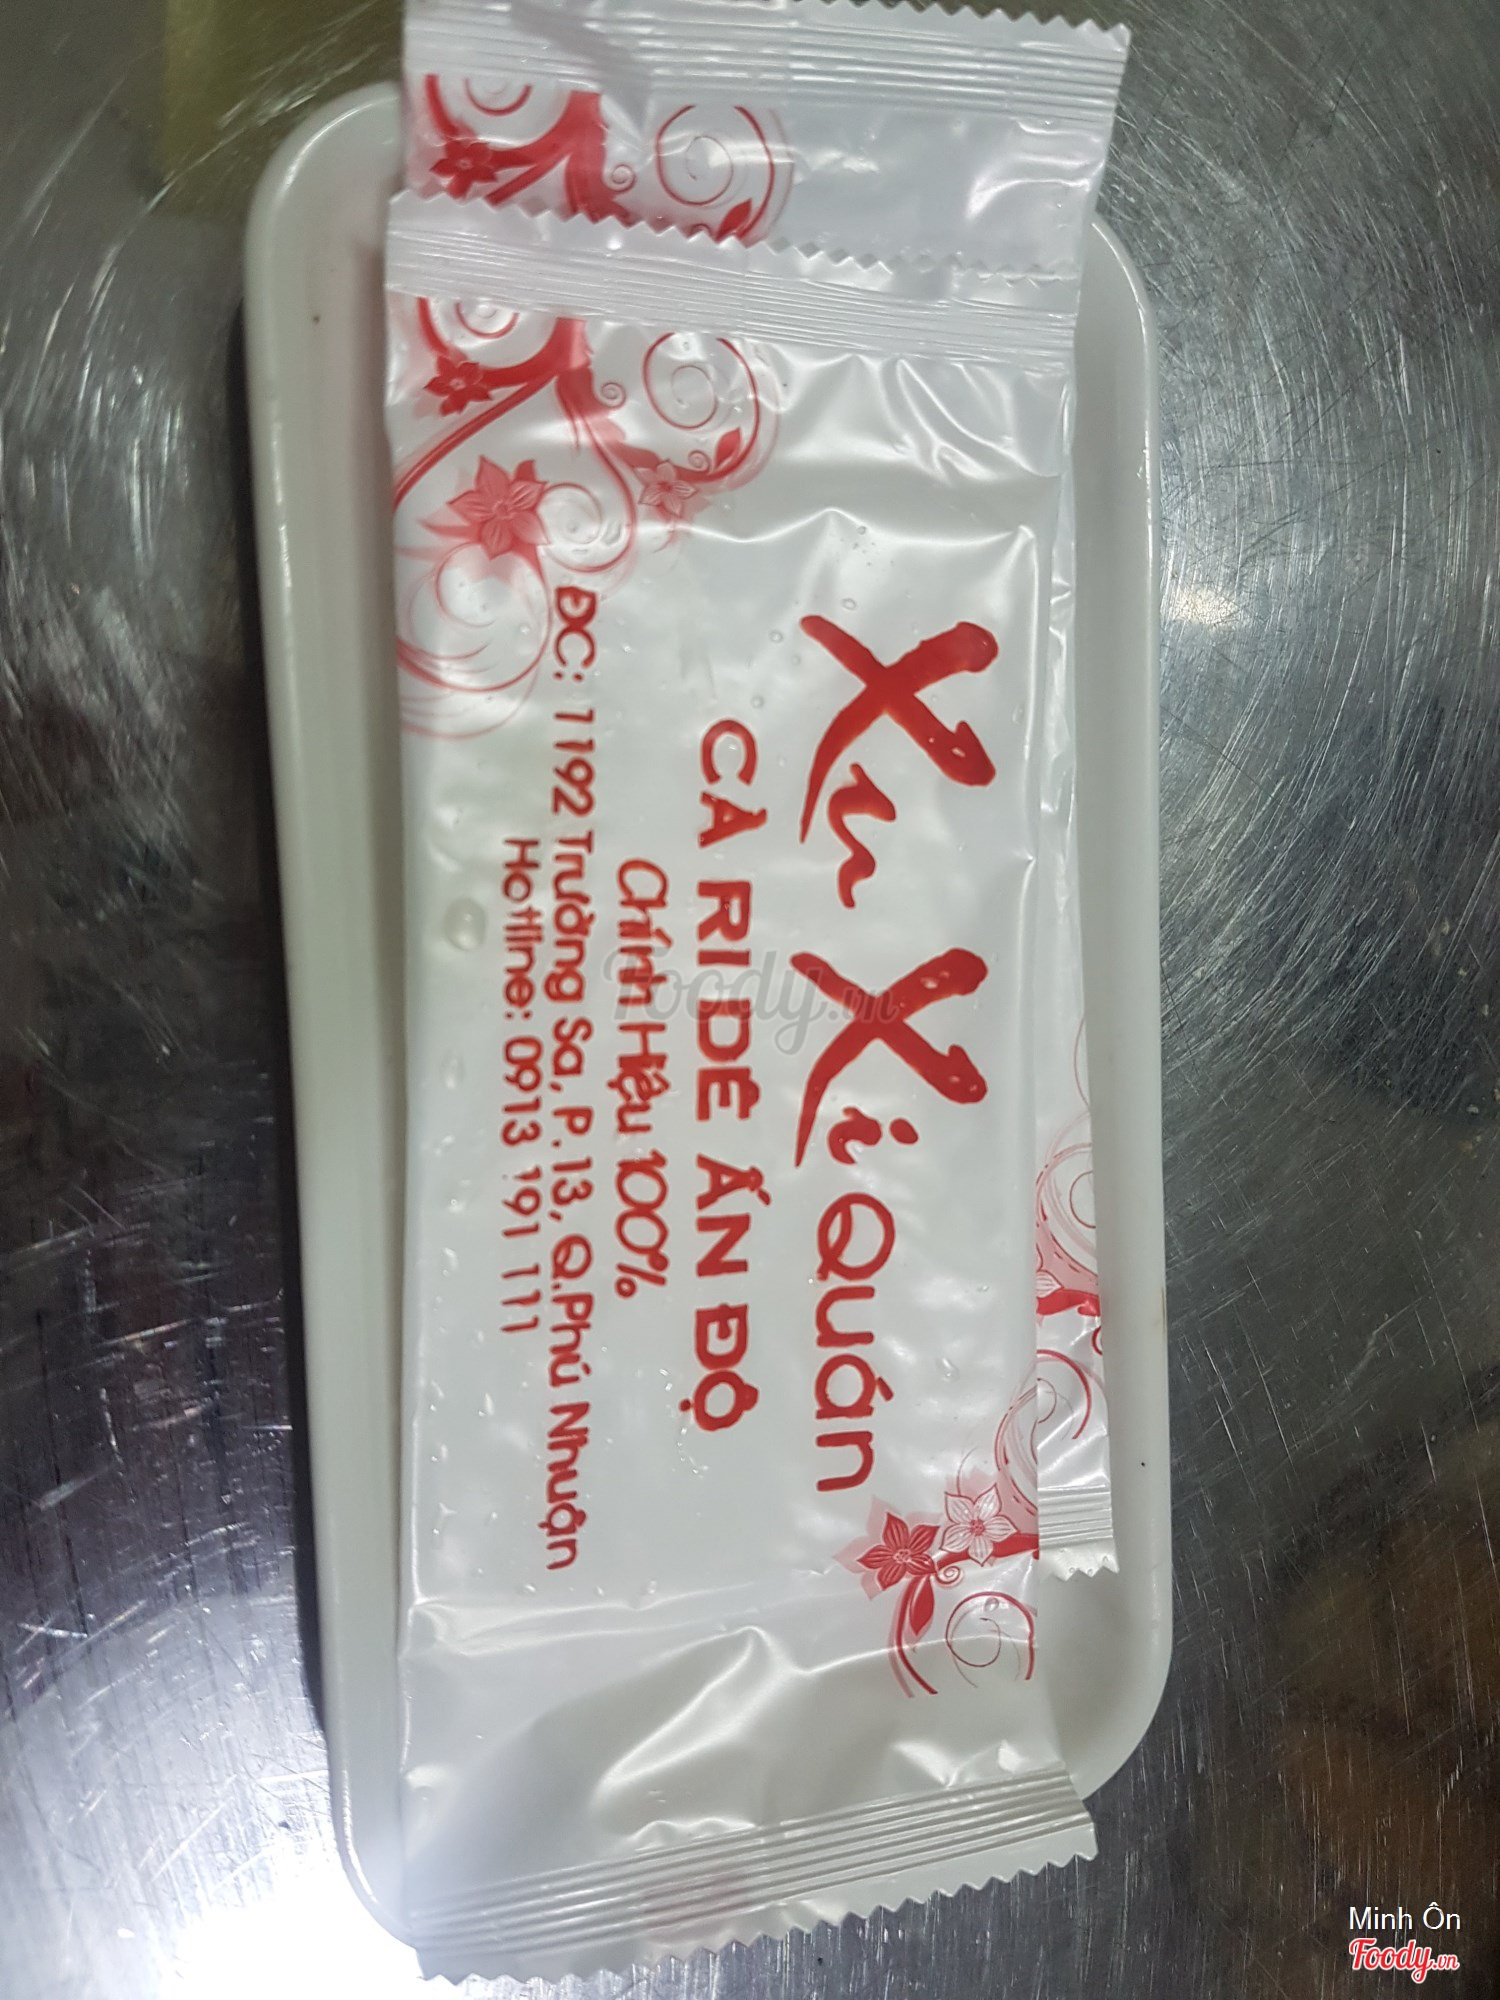 Xu Xi Quán
CÀ RI DÊ ẤN ĐỘ
Chính Hiệu 100%
ĐC: 1192 Trường Sa, P.13, Q.Phú Nhuận
Hotline: 0913 191 111
Foody.vn
Minh Ôn
Foody.vn